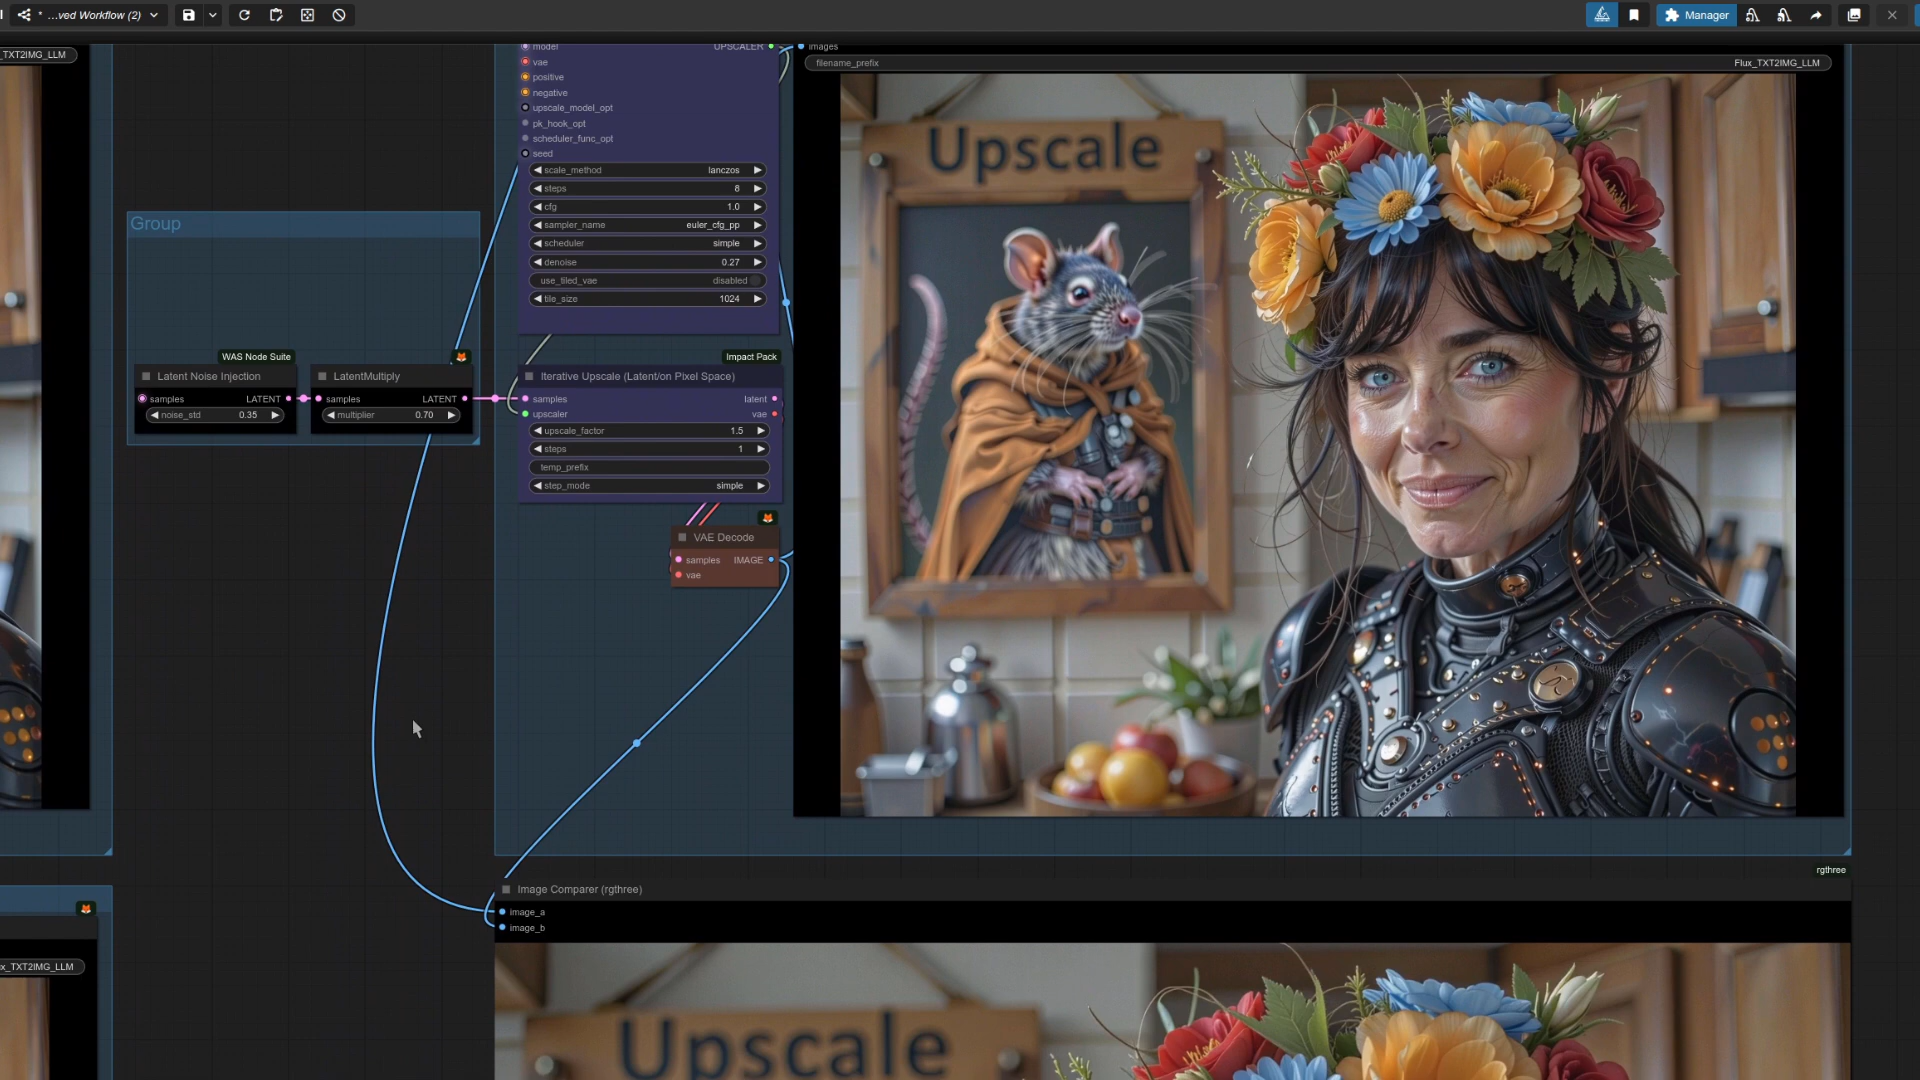 * ...ved Workflow (2)
Manager
_TXT2IMG_LLM
model
UPSCALER
vae
positive
negative
upscale_model_opt
pk_hook_opt
scheduler_func_opt
seed
scale_method lanczos
steps 8
cfg 1.0
sampler_name euler_cfg_pp
scheduler simple
denoise 0.27
use_tiled_vae disabled
tile_size 1024
images
filename_prefix Flux_TXT2IMG_LLM
Upscale
Group
WAS Node Suite
Latent Noise Injection
samples LATENT
noise_std 0.35
LatentMultiply
samples LATENT
multiplier 0.70
Impact Pack
Iterative Upscale (Latent/on Pixel Space)
samples latent
upscaler vae
upscale_factor 1.5
steps 1
temp_prefix
step_mode simple
VAE Decode
samples IMAGE
vae
rgthree
Image Comparer (rgthree)
image_a
image_b
x_TXT2IMG_LLM
Upscale